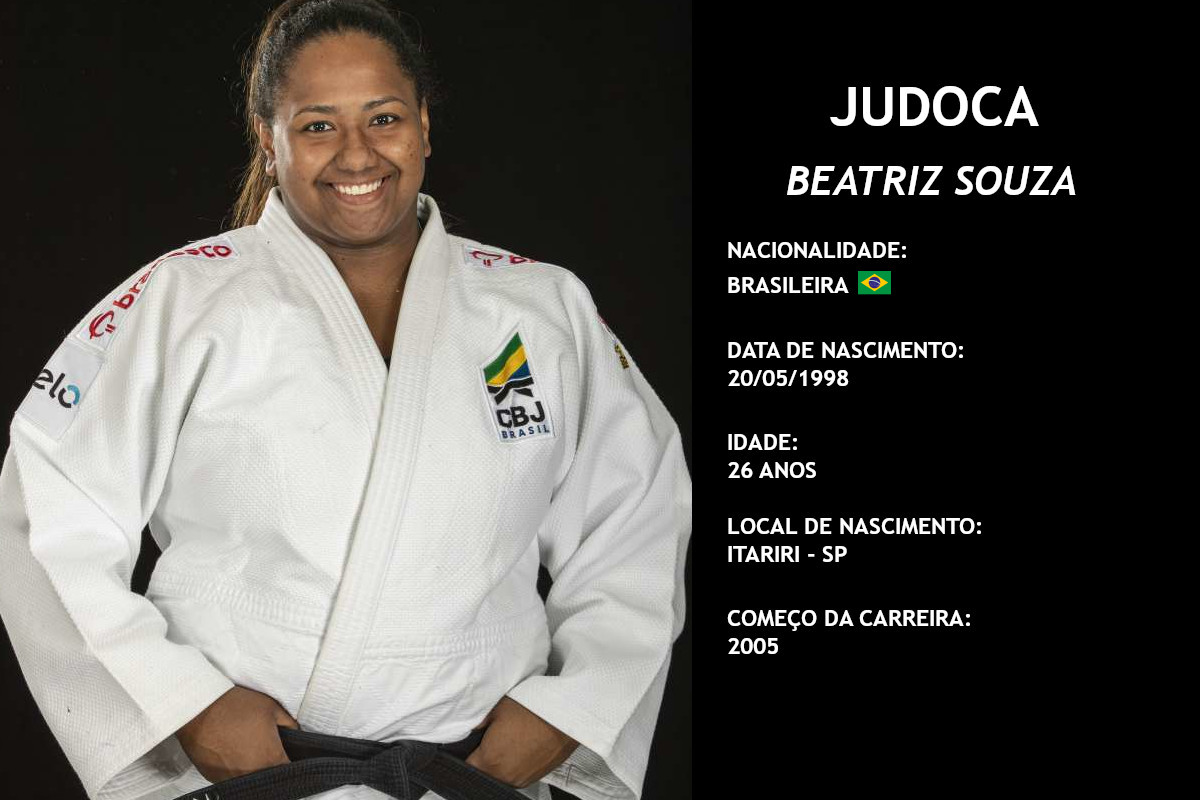 JUDOCA
BEATRIZ SOUZA
NACIONALIDADE:
BRASILEIRA
DATA DE NASCIMENTO:
20/05/1998
IDADE:
26 ANOS
LOCAL DE NASCIMENTO:
ITARIRI - SP
COMEÇO DA CARREIRA:
2005
elo
CBJ
BRASIL